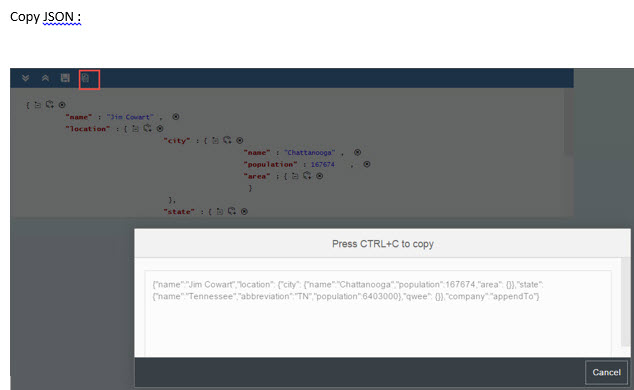 Copy JSON :
{
"name" : "Jim Cowart" ,
"location" : {
"city" : {
"name" : "Chattanooga" ,
"population" : 167674 ,
"area" : {
}
},
"state" : {
Press CTRL+C to copy
{"name":"Jim Cowart","location": {"city": {"name":"Chattanooga","population":167674,"area": {}},"state":
{"name":"Tennessee","abbreviation":"TN","population":6403000},"qwee": {}},"company":"appendTo"}
Cancel